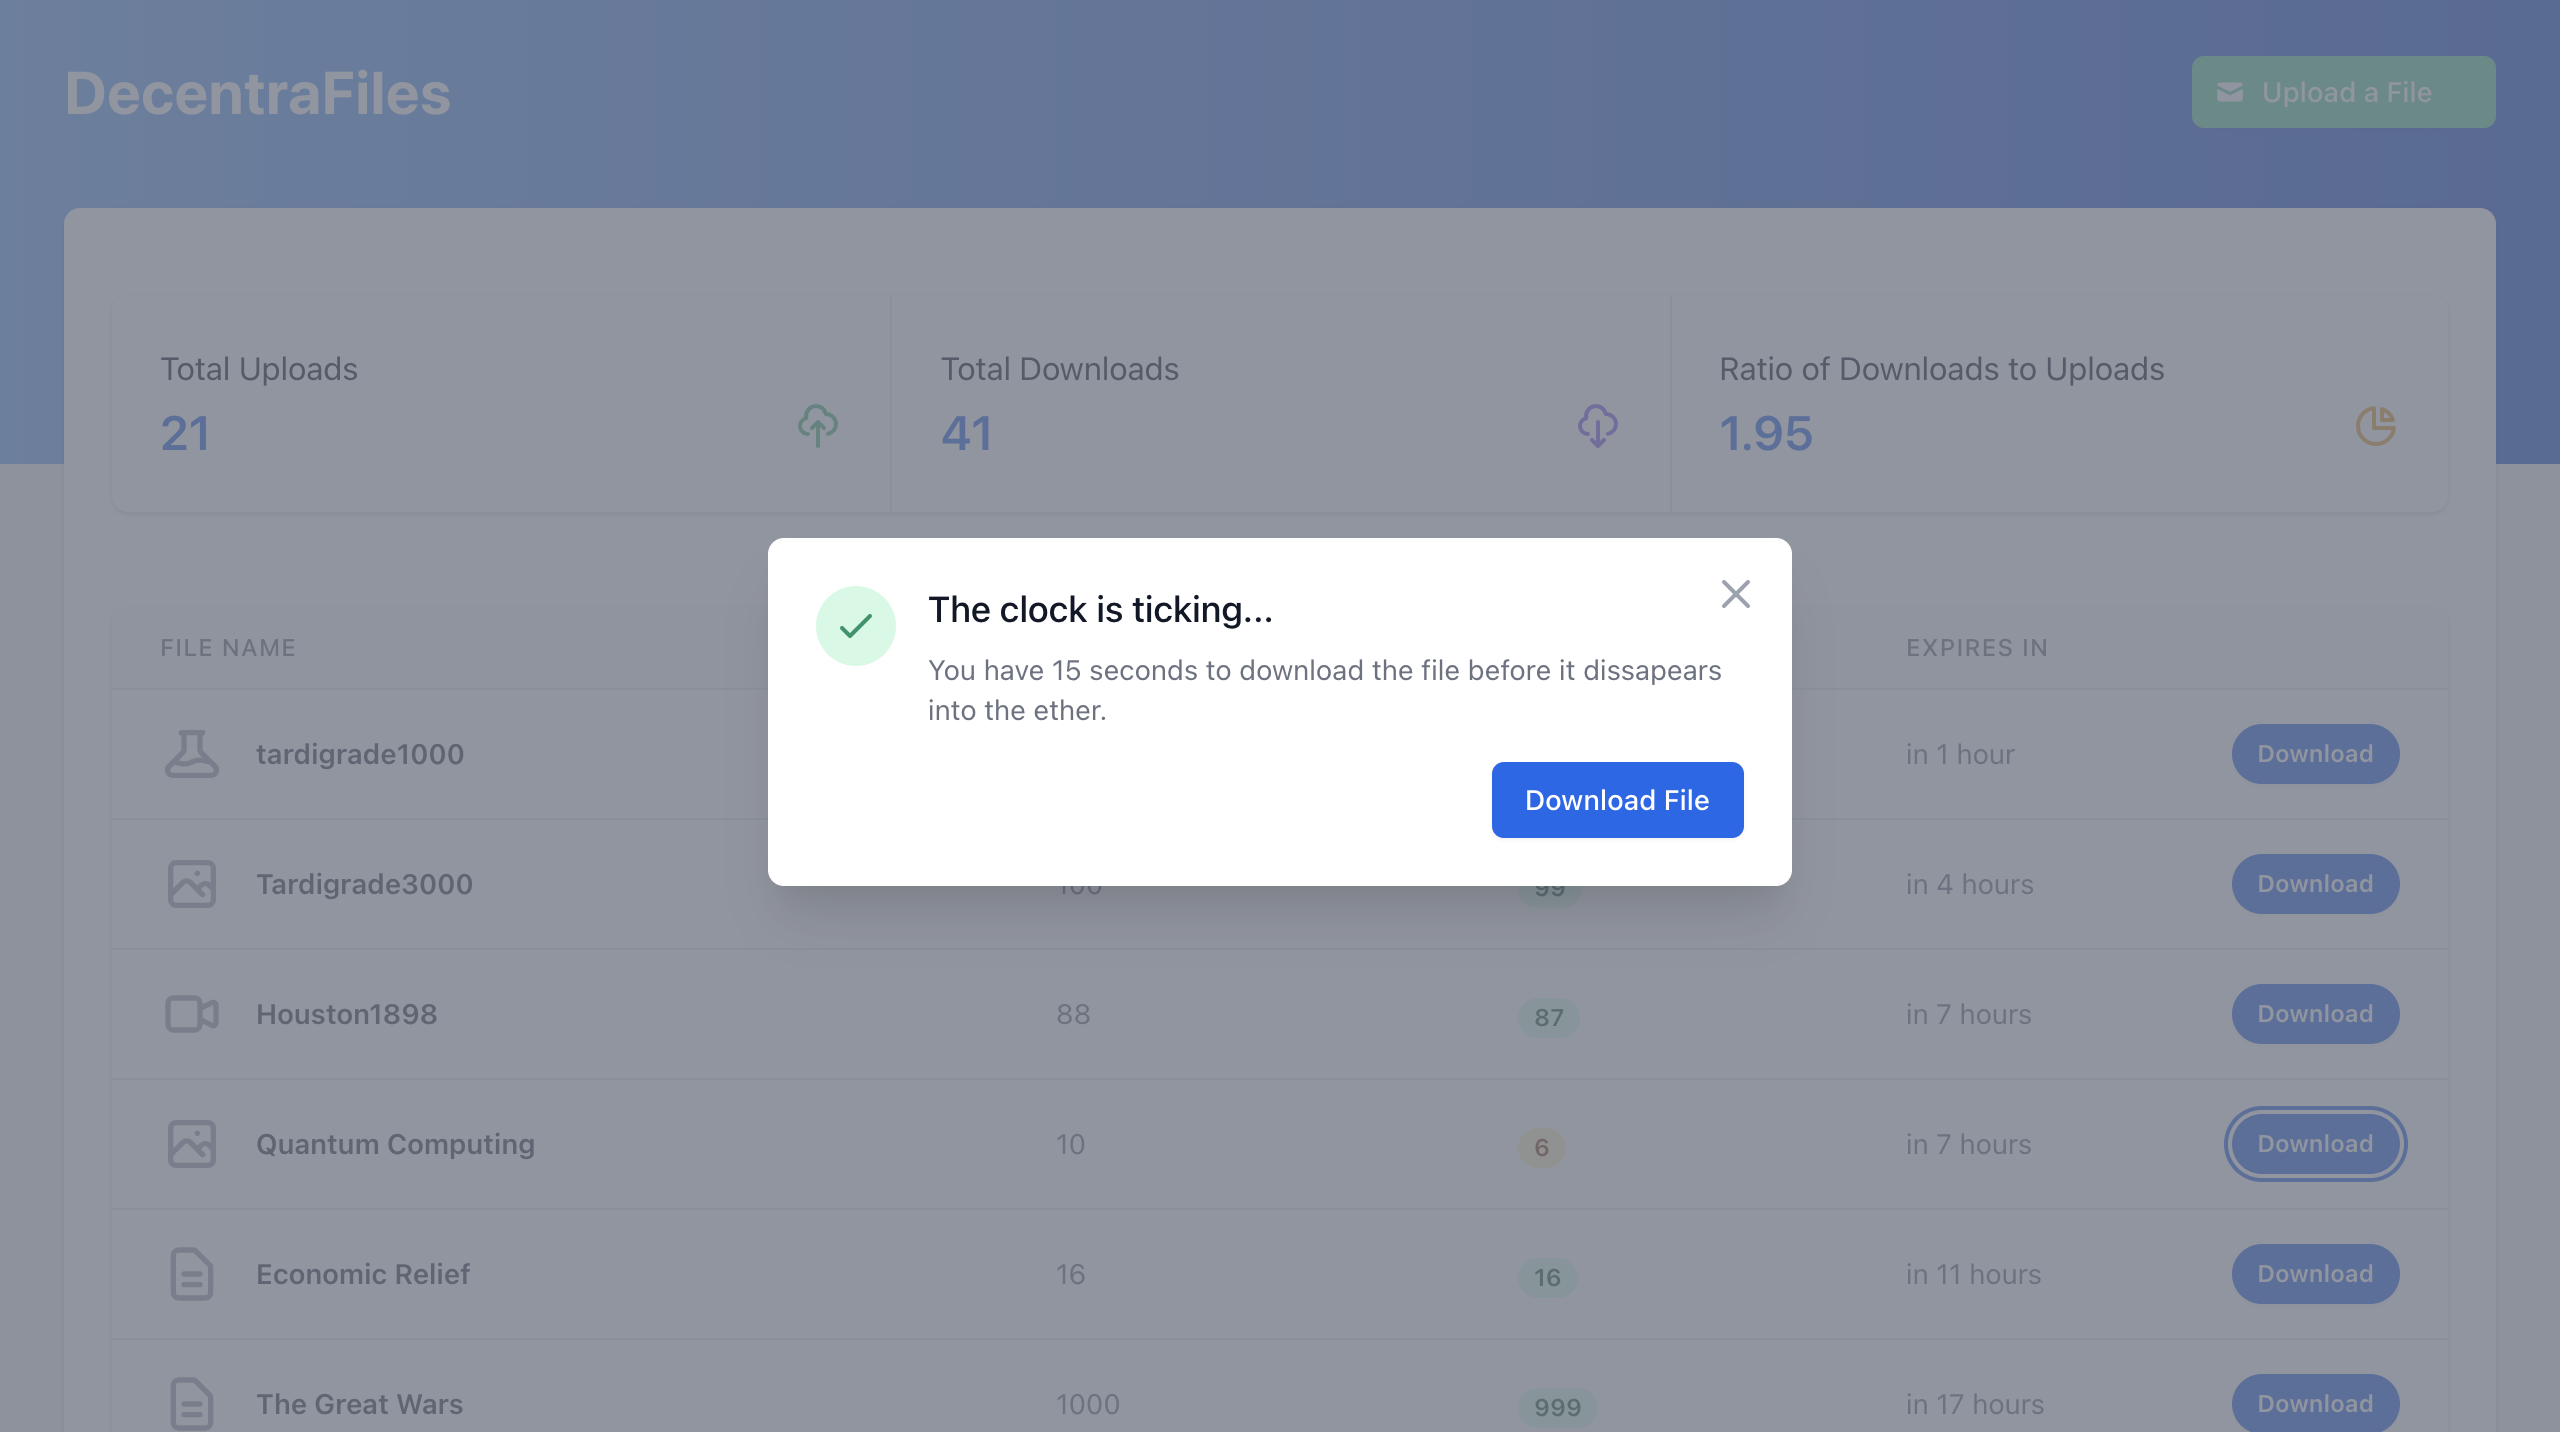 DecentraFiles
Upload a File
Total Uploads
21
Total Downloads
41
Ratio of Downloads to Uploads
1.95
The clock is ticking...
You have 15 seconds to download the file before it dissapears
into the ether.
Download File
FILE NAME
EXPIRES IN
tardigrade1000 in 1 hour Download
Tardigrade3000 100 99 in 4 hours Download
Houston1898 88 87 in 7 hours Download
Quantum Computing 10 6 in 7 hours Download
Economic Relief 16 16 in 11 hours Download
The Great Wars 1000 999 in 17 hours Download